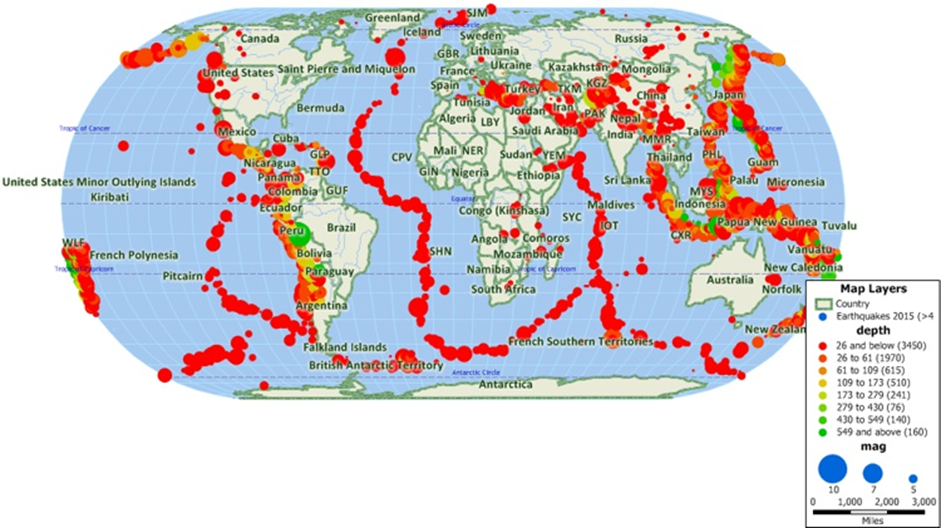 Greenland
SJM
Iceland
Sweden
Canada
Russia
Lithuania
GBR
Ukraine
United States
Saint Pierre and Miquelon
France
Kazakhstan
Mongolia
Spain
Turkey
TKM
KGZ
China
Japan
Bermuda
Tunisia
Jordan
Iran
PAK
Nepal
Algeria
LBY
Tropic of Cancer
Mexico
Cuba
Saudi Arabia
India
MMR
Taiwan
Tropic of Cancer
GLP
CPV
Mali
NER
Sudan
YEM
Thailand
PHL
Guam
Nicaragua
TTO
GIN
Nigeria
Ethiopia
Sri Lanka
Palau
Micronesia
United States Minor Outlying Islands
Panama
Colombia
GUF
MYS
Kiribati
Equator
Ecuador
Congo (Kinshasa)
SYC
Maldives
Indonesia
Peru
Brazil
IOT
Papua New Guinea
Tuvalu
CXR
WLF
Angola
Comoros
French Polynesia
Bolivia
SHN
Mozambique
Vanuatu
Tropic of Capricorn
Pitcairn
Paraguay
Namibia
Tropic of Capricorn
New Caledonia
Australia
South Africa
Norfolk
Argentina
New Zealan
Falkland Islands
French Southern Territories
British Antarctic Territory
Antarctic Circle
Antarctica
Map Layers
Country
Earthquakes 2015 (>4
depth
26 and below (3450)
26 to 61 (1970)
61 to 109 (615)
109 to 173 (510)
173 to 279 (241)
279 to 430 (76)
430 to 549 (140)
549 and above (160)
mag
10 7 5
0 1,000 2,000 3,000
Miles